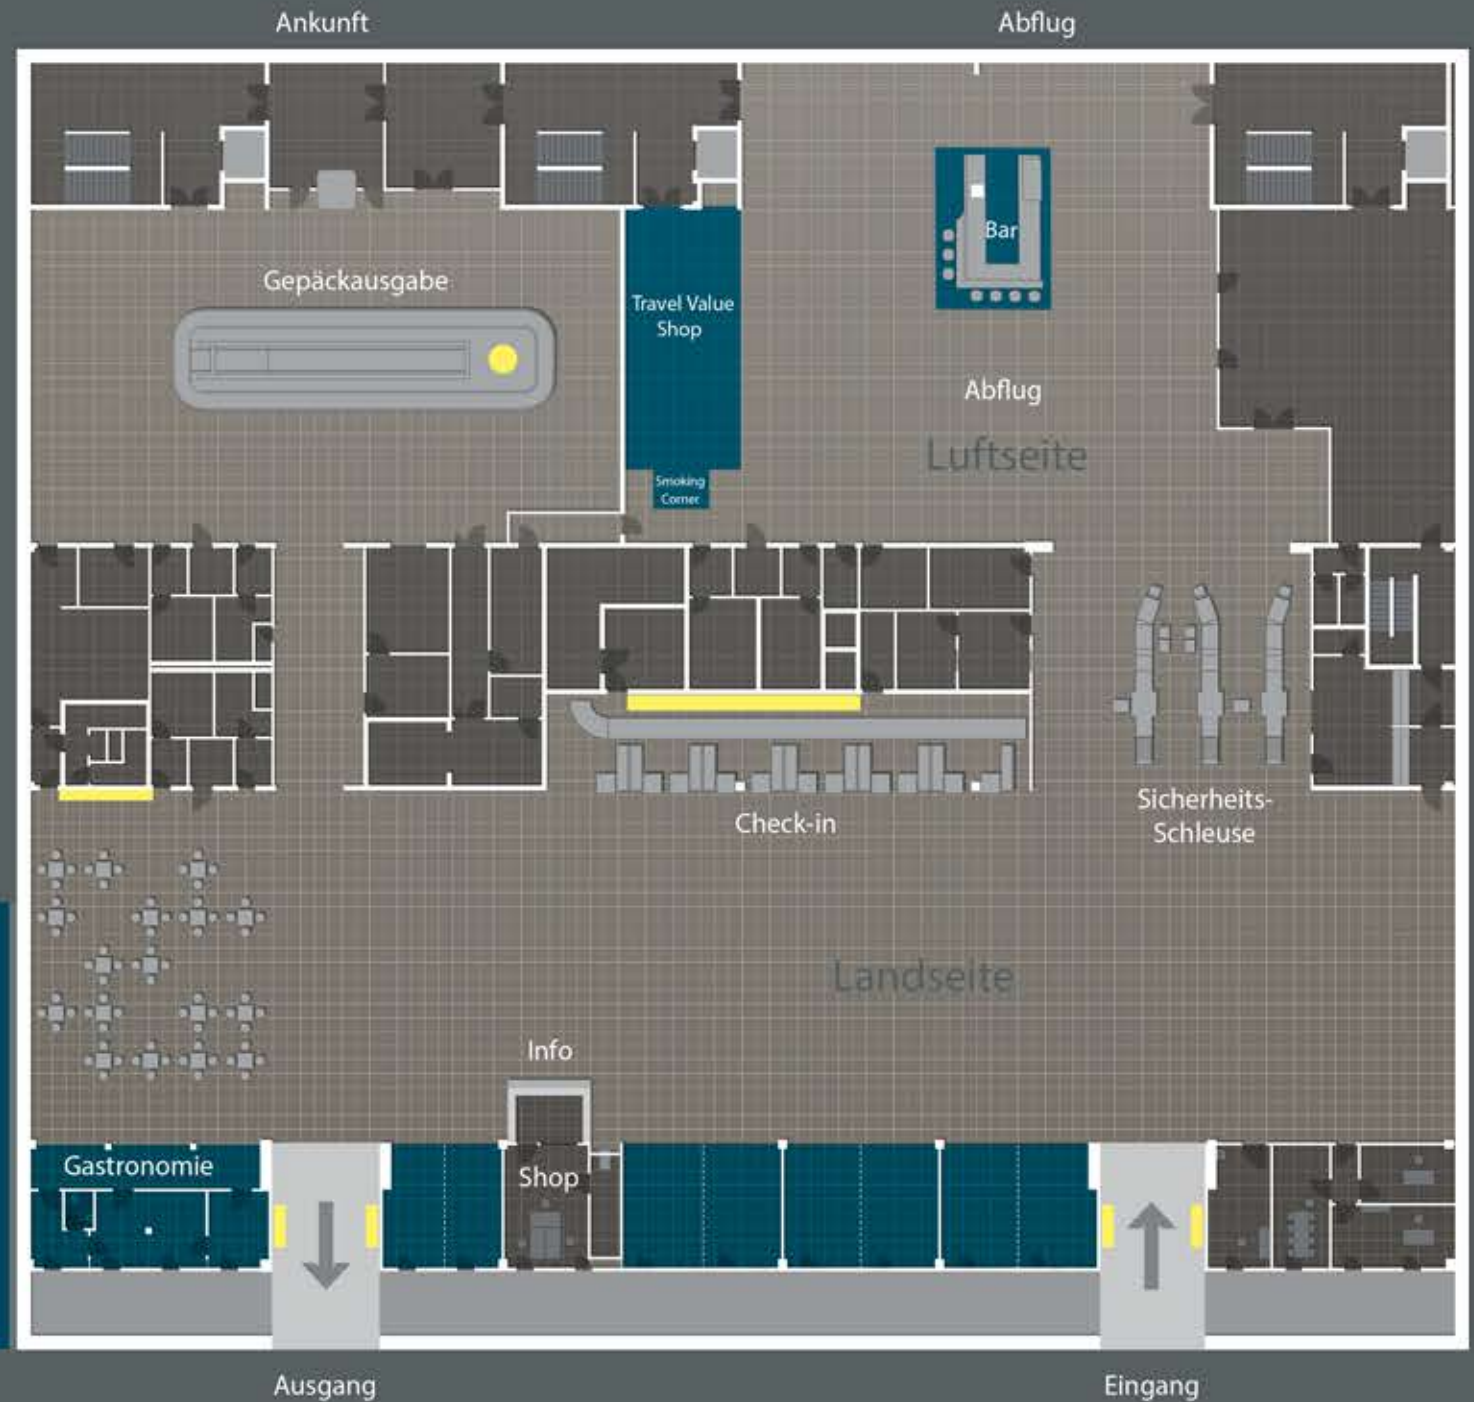 Ankunft
Abflug
Bar
Gepäckausgabe
Travel Value
Shop
Abflug
Luftseite
Smoking
Corner
Sicherheits-
Schleuse
Check-in
Landseite
Info
Gastronomie
Shop
Ausgang
Eingang